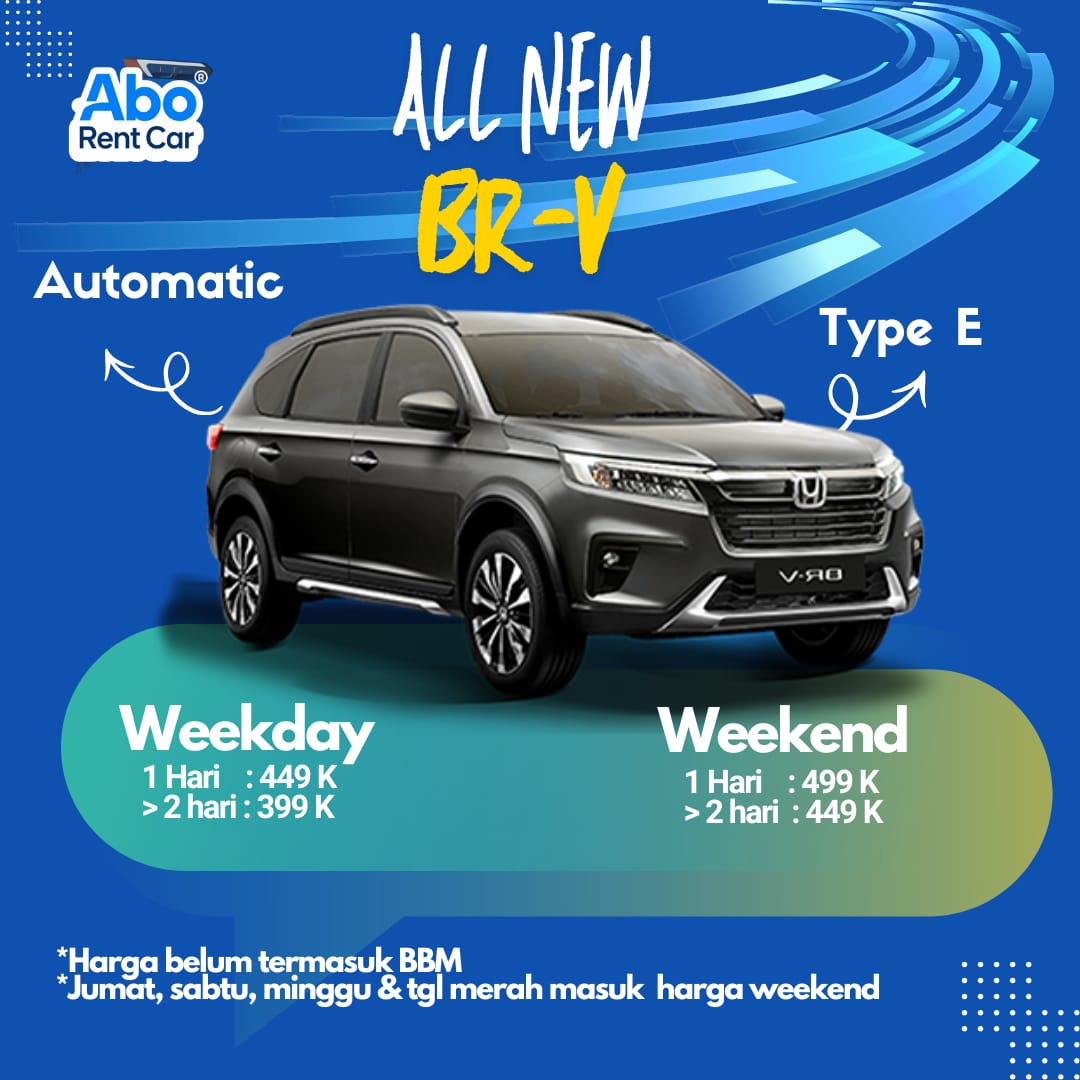 Abo®
Rent Car
ALL NEW
BR-V
Automatic
Type E
BR-V
Weekday
1 Hari : 449 K
> 2 hari : 399 K
Weekend
1 Hari : 499 K
> 2 hari : 449 K
*Harga belum termasuk BBM
*Jumat, sabtu, minggu & tgl merah masuk harga weekend